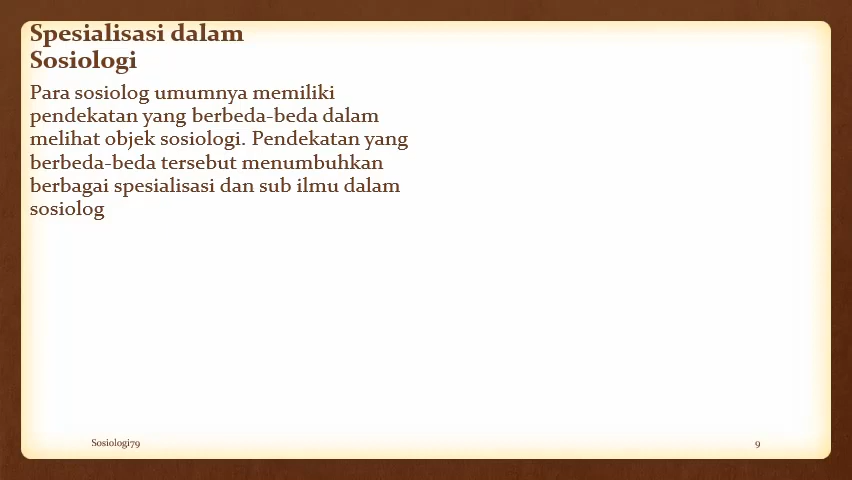 Spesialisasi dalam
Sosiologi
Para sosiolog umumnya memiliki
pendekatan yang berbeda-beda dalam
melihat objek sosiologi. Pendekatan yang
berbeda-beda tersebut menumbuhkan
berbagai spesialisasi dan sub ilmu dalam
sosiolog
Sosiologi79
9